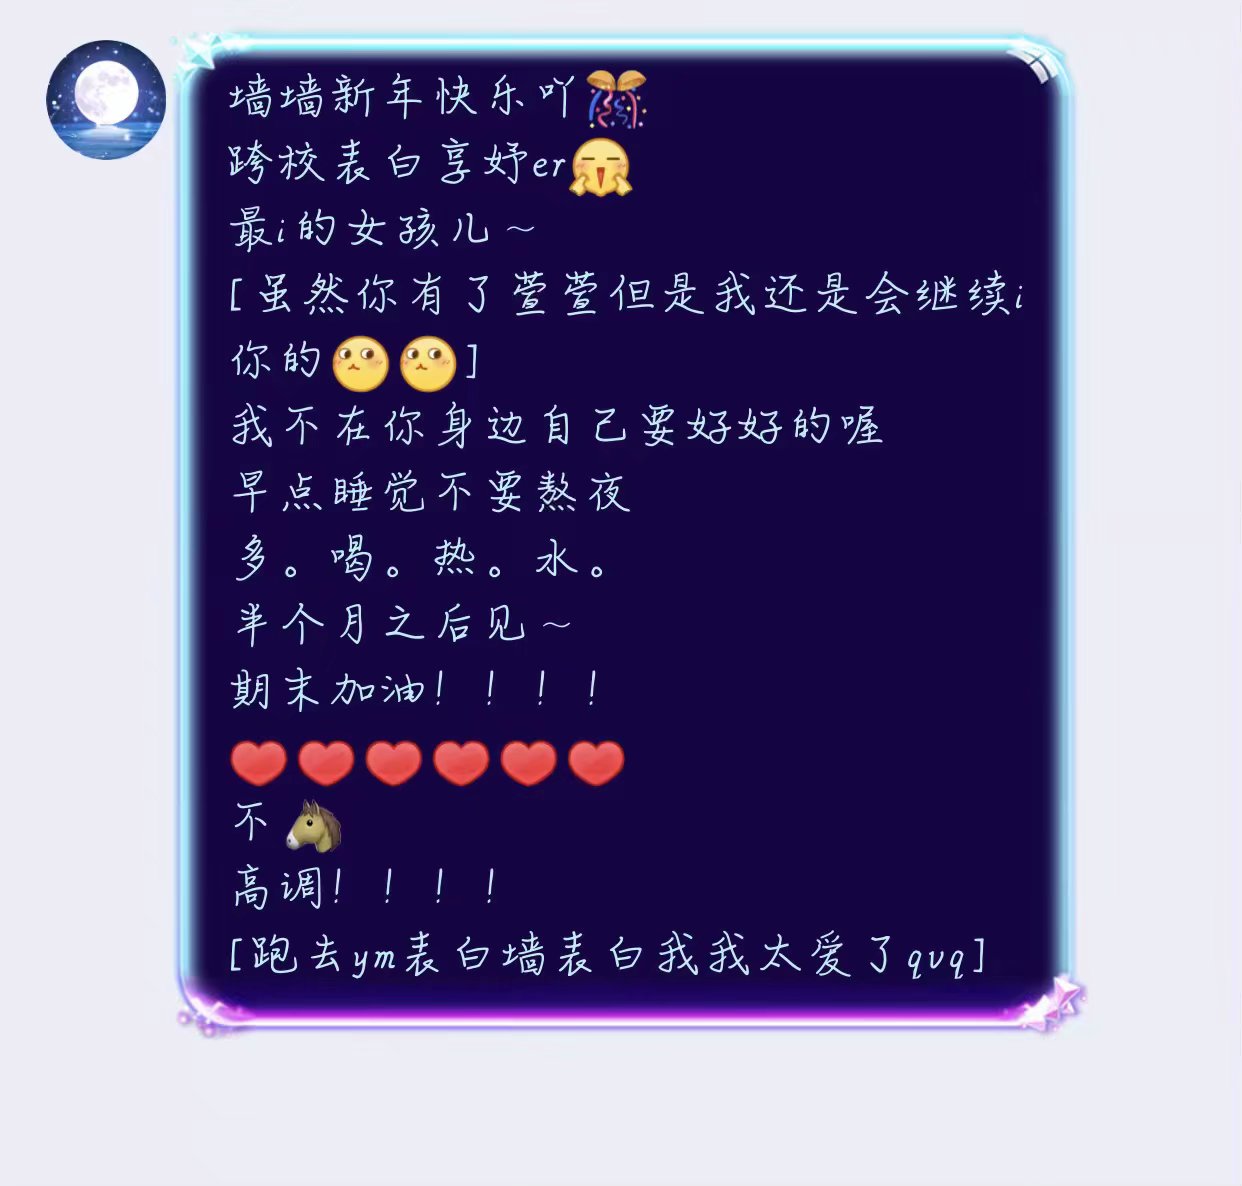 墙墙新年快乐吖🎊
跨校表白享妤er
最i的女孩儿～
[虽然你有了萱萱但是我还是会继续i
你的]
我不在你身边自己要好好的喔
早点睡觉不要熬夜
多。喝。热。水。
半个月之后见～
期末加油！！！！
❤❤❤❤❤❤
不🐴
高调！！！！
[跑去ym表白墙表白我我太爱了quq]